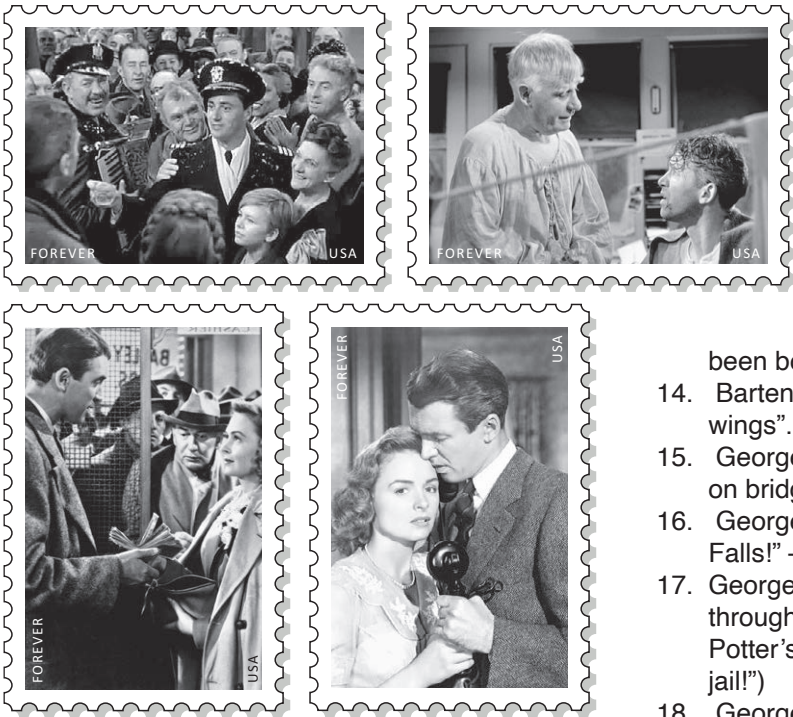 FOREVER
USA
FOREVER
USA
CASHIER
FOREVER
USA
FOREVER
USA
been be
14. Barten
wings”.
15. George
on bridg
16. George
Falls!” -
17. George
through
Potter’s
jail!”)
18. George